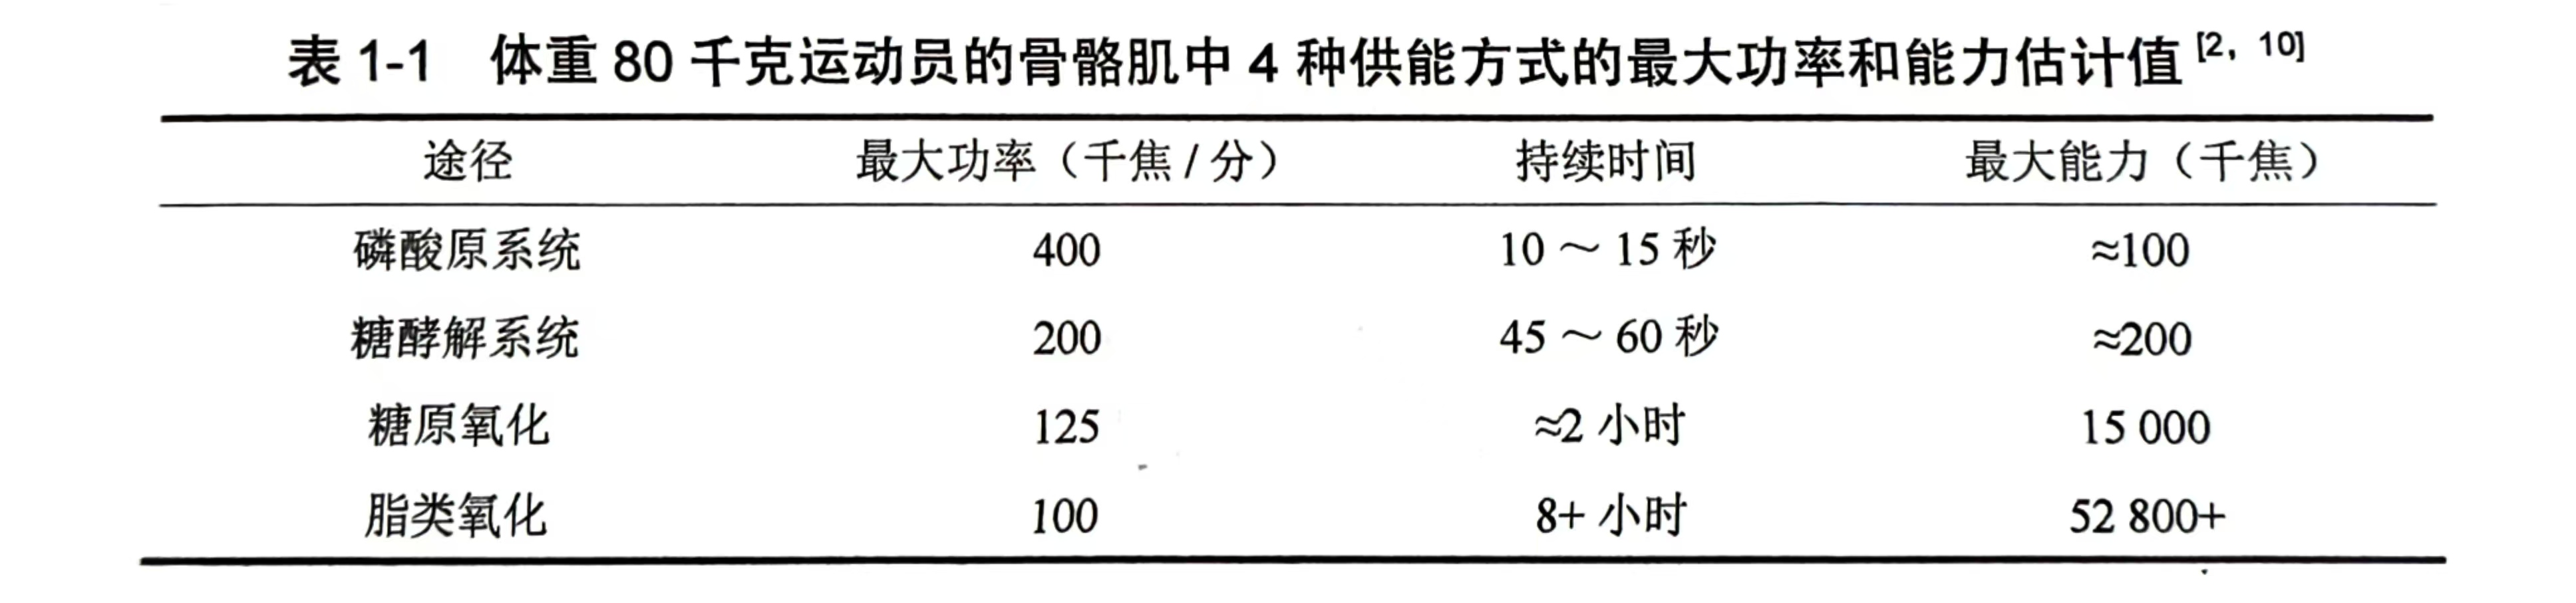 表 1-1 体重 80 千克运动员的骨骼肌中 4 种供能方式的最大功率和能力估计值 [2, 10]
途径 最大功率（千焦 / 分） 持续时间 最大能力（千焦）
磷酸原系统 400 10 ～ 15 秒 ≈100
糖酵解系统 200 45 ～ 60 秒 ≈200
糖原氧化 125 ≈2 小时 15 000
脂类氧化 100 8+ 小时 52 800+